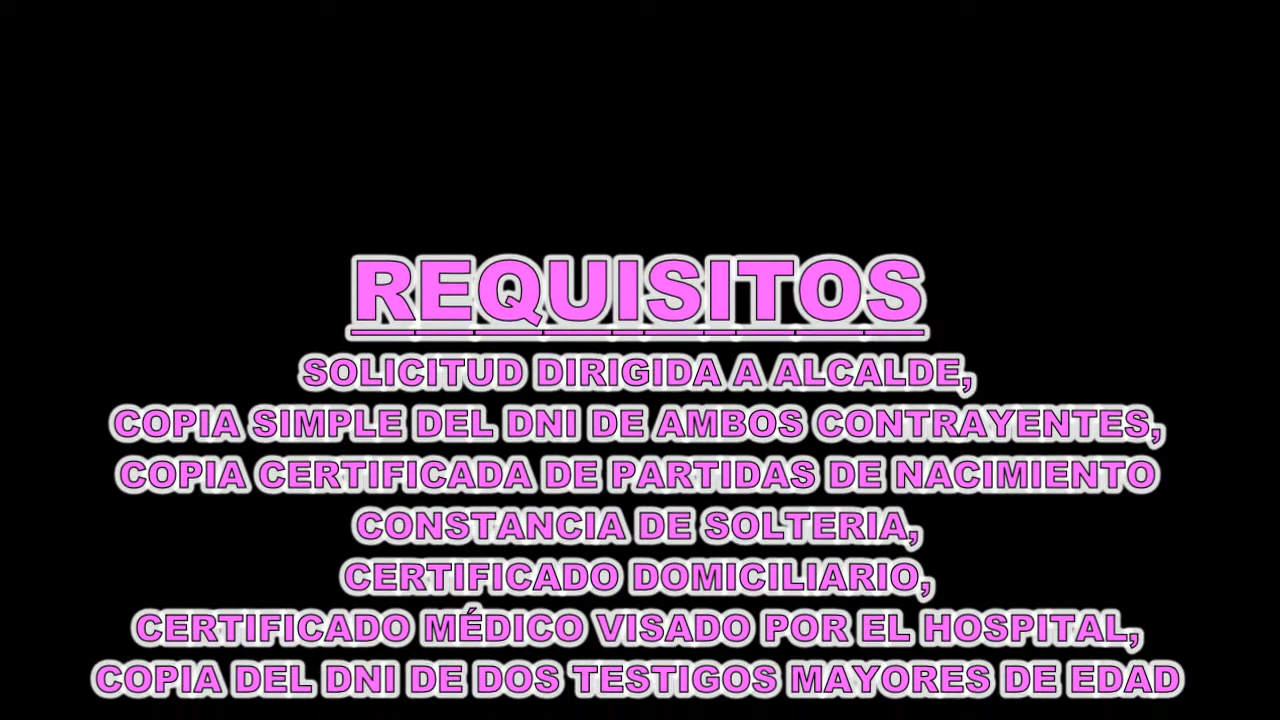 REQUISITOS
SOLICITUD DIRIGIDA A ALCALDE,
COPIA SIMPLE DEL DNI DE AMBOS CONTRAYENTES,
COPIA CERTIFICADA DE PARTIDAS DE NACIMIENTO
CONSTANCIA DE SOLTERIA,
CERTIFICADO DOMICILIARIO,
CERTIFICADO MÉDICO VISADO POR EL HOSPITAL,
COPIA DEL DNI DE DOS TESTIGOS MAYORES DE EDAD